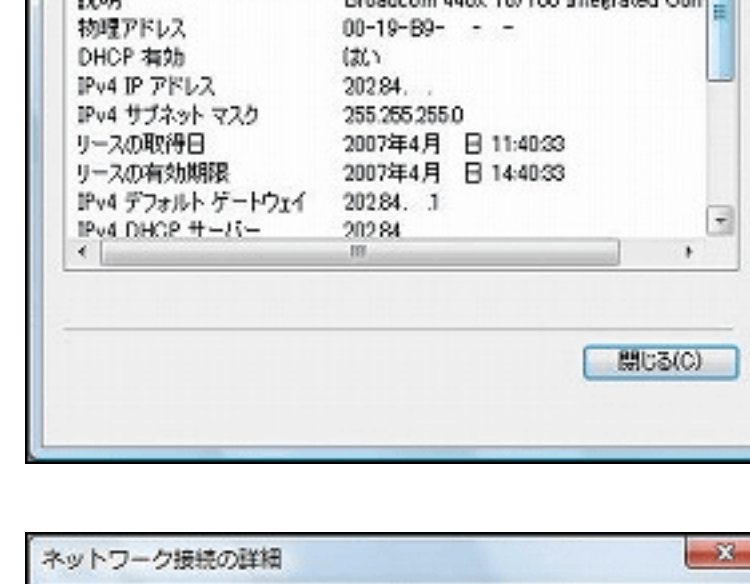 説明 Broadcom 440x 10/100 Integrated Con
物理アドレス 00-19-B9- - -
DHCP 有効 はい
IPv4 IP アドレス 202.84. .
IPv4 サブネット マスク 255.255.255.0
リースの取得日 2007年4月 日 11:40:33
リースの有効期限 2007年4月 日 14:40:33
IPv4 デフォルト ゲートウェイ 202.84. .1
IPv4 DHCP サーバー 202.84
閉じる(C)
ネットワーク接続の詳細